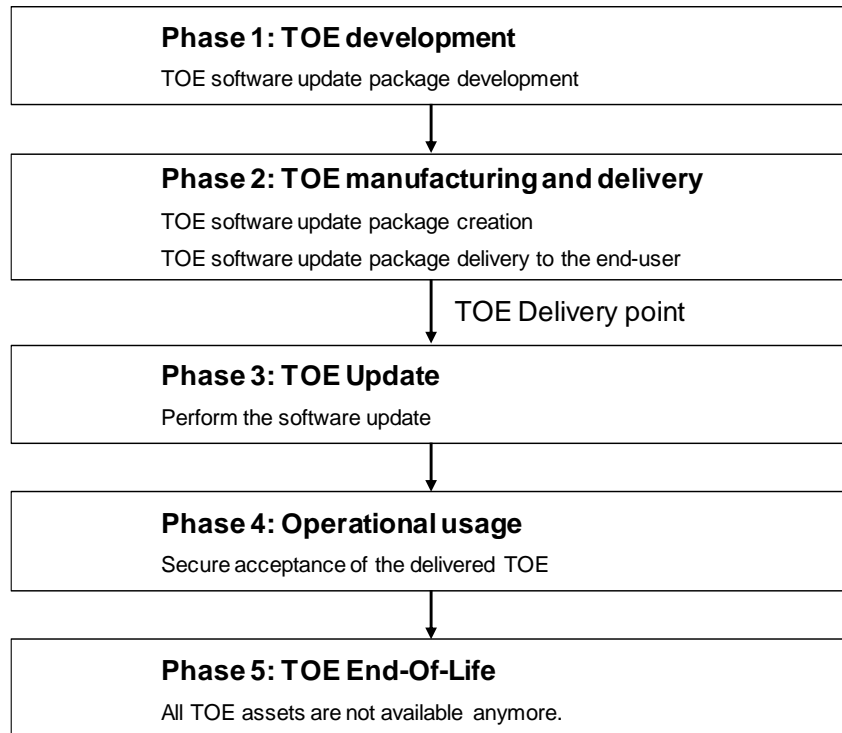 Phase 1: TOE development
TOE software update package development
Phase 2: TOE manufacturing and delivery
TOE software update package creation
TOE software update package delivery to the end-user
TOE Delivery point
Phase 3: TOE Update
Perform the software update
Phase 4: Operational usage
Secure acceptance of the delivered TOE
Phase 5: TOE End-Of-Life
All TOE assets are not available anymore.